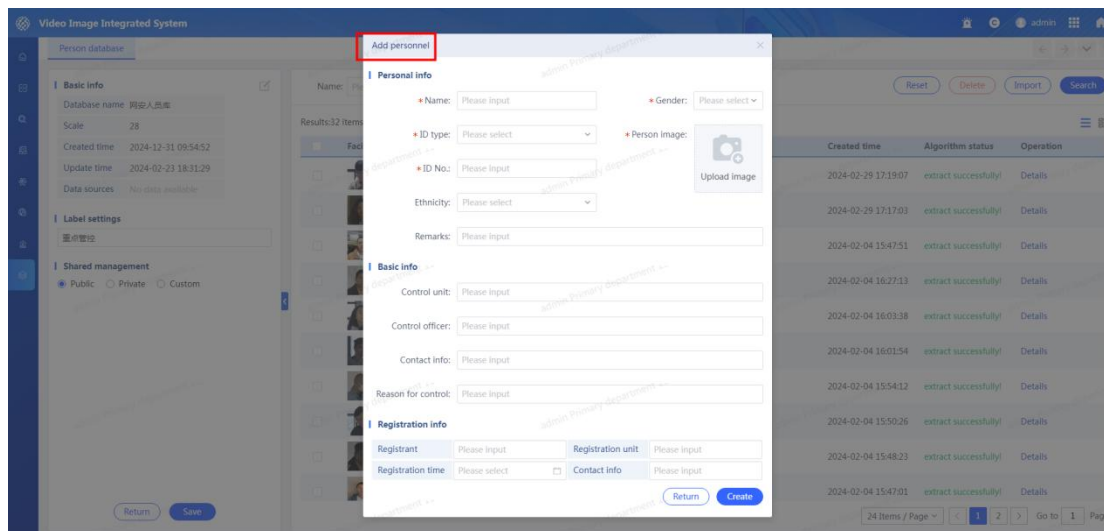 Video Image Integrated System
admin
Person database
Basic info
Database name 网安人员库
Scale 28
Created time 2024-12-31 09:54:52
Update time 2024-02-23 18:31:29
Data sources No data available
Label settings
重点管控
Shared management
Public Private Custom
Return Save
Name:
Reset Delete Import Search
Results:32 items
Created time Algorithm status Operation
2024-02-29 17:19:07 extract successfully! Details
2024-02-29 17:17:03 extract successfully! Details
2024-02-04 15:47:51 extract successfully! Details
2024-02-04 16:27:13 extract successfully! Details
2024-02-04 16:03:38 extract successfully! Details
2024-02-04 16:01:54 extract successfully! Details
2024-02-04 15:54:12 extract successfully! Details
2024-02-04 15:50:26 extract successfully! Details
2024-02-04 15:48:23 extract successfully! Details
2024-02-04 15:47:01 extract successfully! Details
24 Items / Page 1 2 Go to 1 Pag
Add personnel
Personal info
* Name: Please input * Gender: Please select
* ID type: Please select * Person image:
Upload image
* ID No.: Please input
Ethnicity: Please select
Remarks: Please input
Basic info
Control unit: Please input
Control officer: Please input
Contact info: Please input
Reason for control: Please input
Registration info
Registrant Please input Registration unit Please input
Registration time Please select Contact info Please input
Return Create
admin Primary department